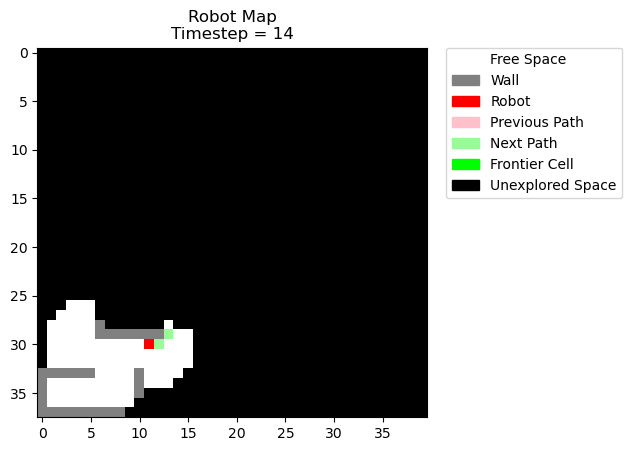 Robot Map
Timestep = 14
Free Space
Wall
Robot
Previous Path
Next Path
Frontier Cell
Unexplored Space
0
5
10
15
20
25
30
35
0 5 10 15 20 25 30 35